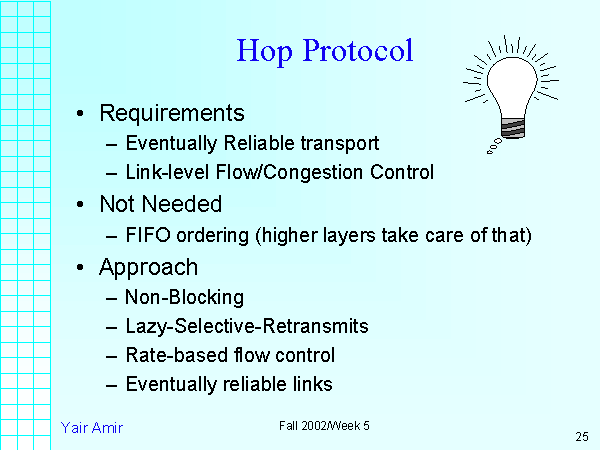 Hop Protocol
• Requirements
– Eventually Reliable transport
– Link-level Flow/Congestion Control
• Not Needed
– FIFO ordering (higher layers take care of that)
• Approach
– Non-Blocking
– Lazy-Selective-Retransmits
– Rate-based flow control
– Eventually reliable links
Yair Amir
Fall 2002/Week 5
25